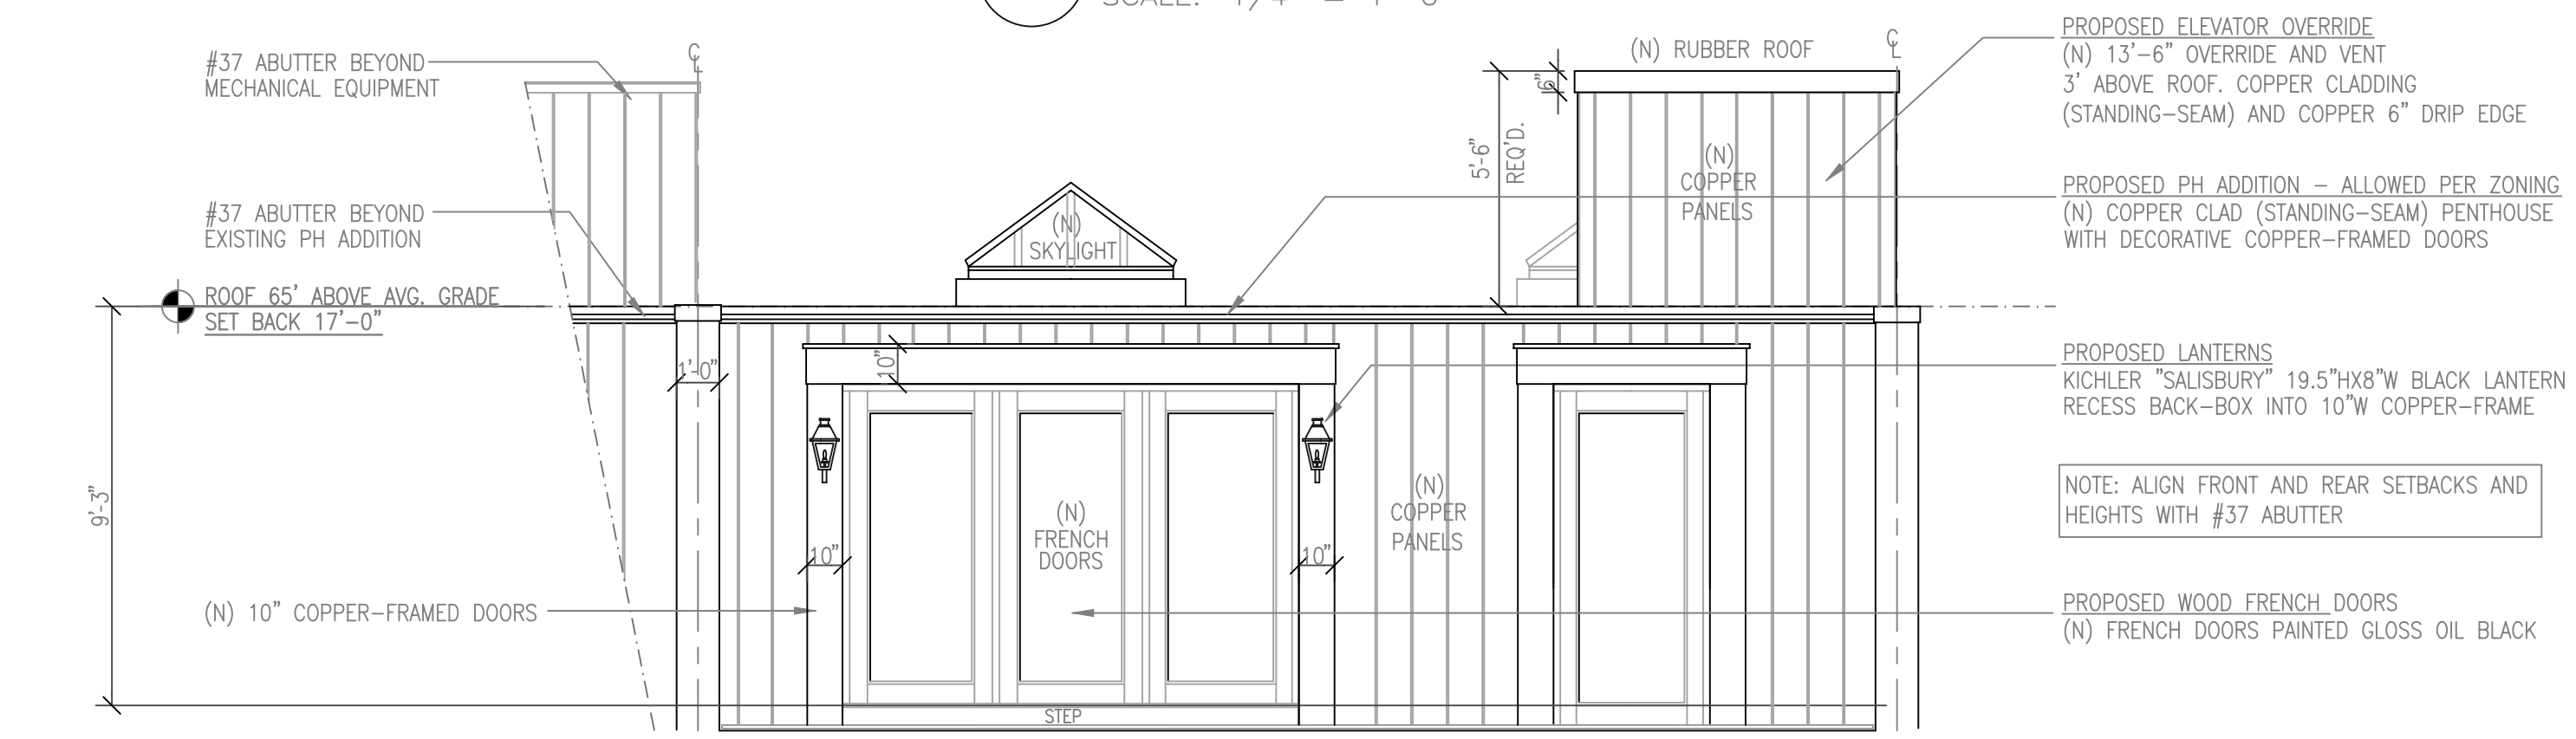 SCALE: 1/4" = 1'-0"
#37 ABUTTER BEYOND
MECHANICAL EQUIPMENT
#37 ABUTTER BEYOND
EXISTING PH ADDITION
ROOF 65' ABOVE AVG. GRADE
SET BACK 17'-0"
9'-3"
(N) 10" COPPER-FRAMED DOORS
℄
1'-0"
(N)
SKYLIGHT
10"
10"
(N)
FRENCH
DOORS
10"
STEP
(N)
COPPER
PANELS
5'-6"
REQ'D.
6"
(N) RUBBER ROOF
℄
(N)
COPPER
PANELS
PROPOSED ELEVATOR OVERRIDE
(N) 13'-6" OVERRIDE AND VENT
3' ABOVE ROOF. COPPER CLADDING
(STANDING-SEAM) AND COPPER 6" DRIP EDGE
PROPOSED PH ADDITION - ALLOWED PER ZONING
(N) COPPER CLAD (STANDING-SEAM) PENTHOUSE
WITH DECORATIVE COPPER-FRAMED DOORS
PROPOSED LANTERNS
KICHLER "SALISBURY" 19.5"HX8"W BLACK LANTERN
RECESS BACK-BOX INTO 10"W COPPER-FRAME
NOTE: ALIGN FRONT AND REAR SETBACKS AND
HEIGHTS WITH #37 ABUTTER
PROPOSED WOOD FRENCH DOORS
(N) FRENCH DOORS PAINTED GLOSS OIL BLACK